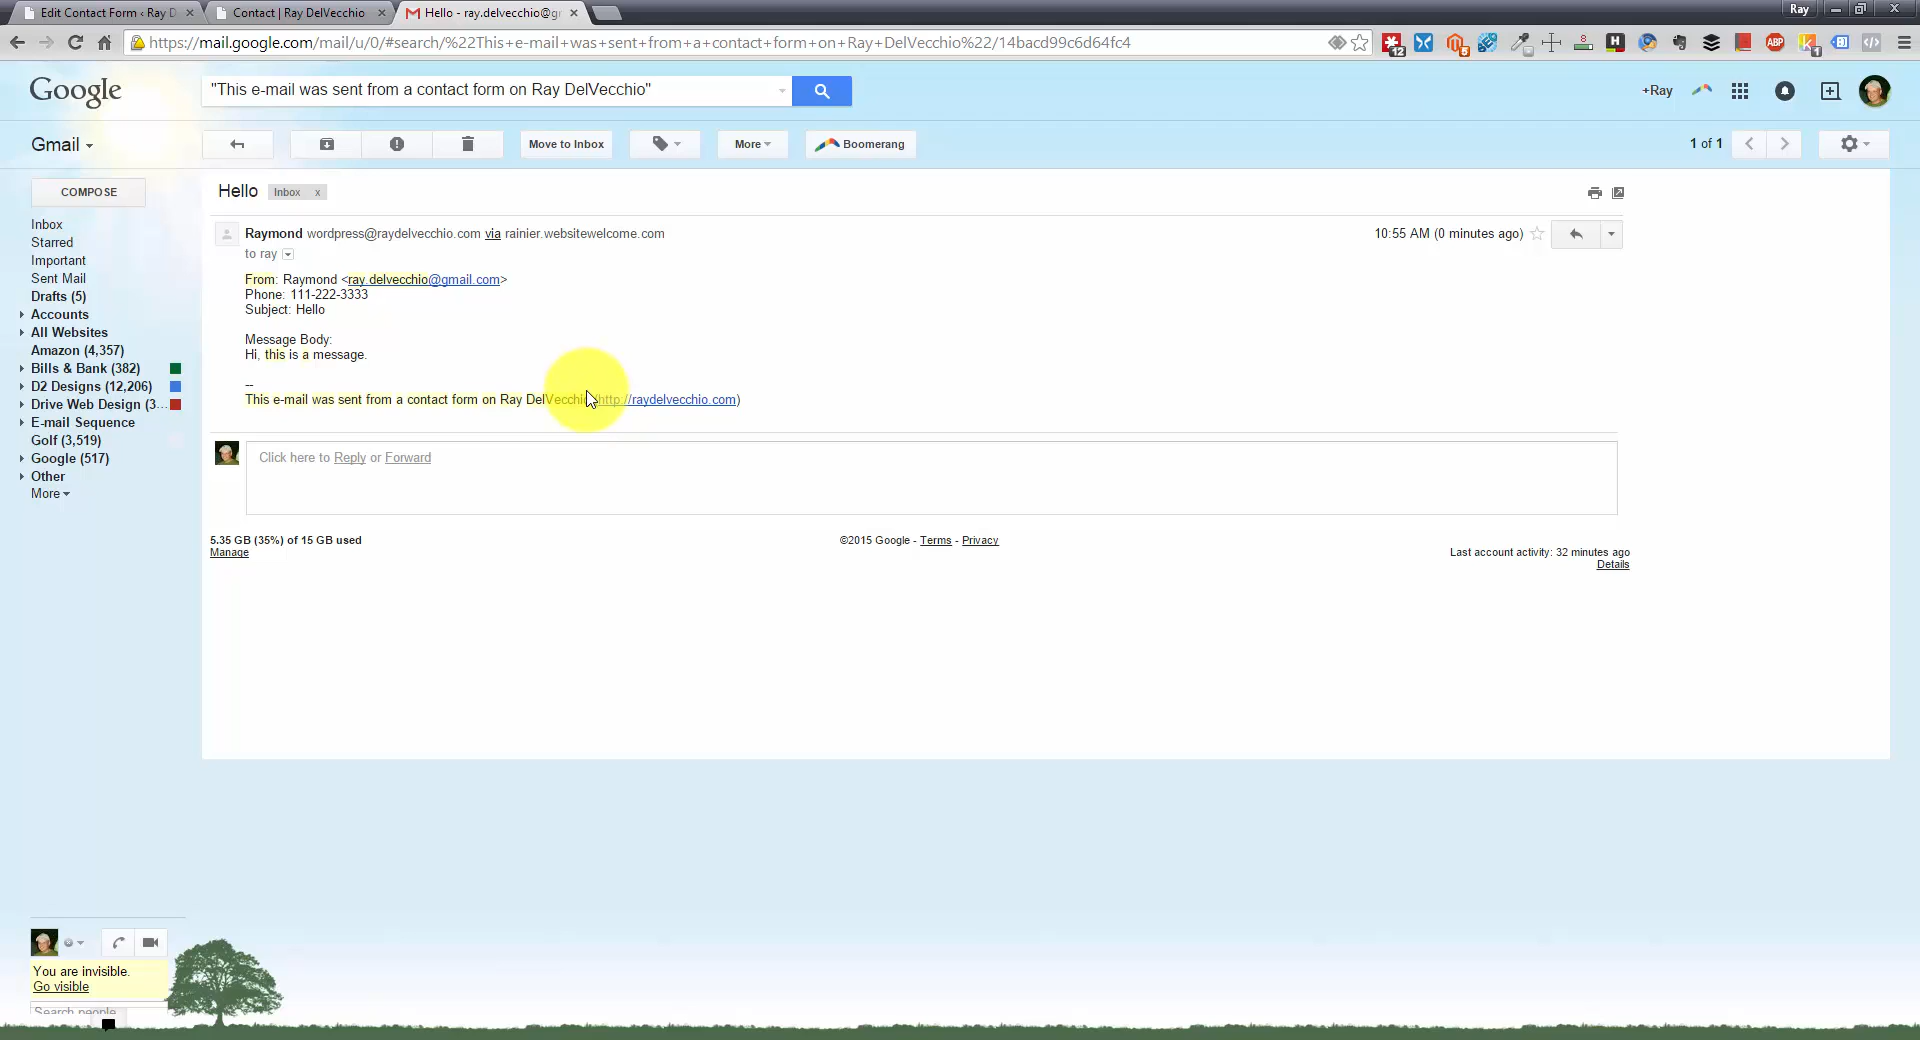 Edit Contact Form ‹ Ray D
Contact | Ray DelVecchio
Hello - ray.delvecchio@g
Ray
https://mail.google.com/mail/u/0/#search/%22This+e-mail+was+sent+from+a+contact+form+on+Ray+DelVecchio%22/14bacd99c6d64fc4
12
5
8
H
ABP
1
Google
"This e-mail was sent from a contact form on Ray DelVecchio"
+Ray
Gmail
Move to Inbox
More
Boomerang
1 of 1
COMPOSE
Inbox
Starred
Important
Sent Mail
Drafts (5)
Accounts
All Websites
Amazon (4,357)
Bills & Bank (382)
D2 Designs (12,206)
Drive Web Design (3...
E-mail Sequence
Golf (3,519)
Google (517)
Other
More
Hello Inbox x
Raymond wordpress@raydelvecchio.com via rainier.websitewelcome.com
10:55 AM (0 minutes ago)
to ray
From: Raymond <ray.delvecchio@gmail.com>
Phone: 111-222-3333
Subject: Hello
Message Body:
Hi, this is a message.
--
This e-mail was sent from a contact form on Ray DelVecchio (http://raydelvecchio.com)
Click here to Reply or Forward
5.35 GB (35%) of 15 GB used
Manage
©2015 Google - Terms - Privacy
Last account activity: 32 minutes ago
Details
You are invisible.
Go visible
Search people...